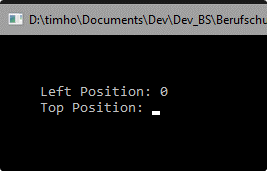 D:\timho\Documents\Dev\Dev_BS\Berufschu
Left Position: 0
Top Position: